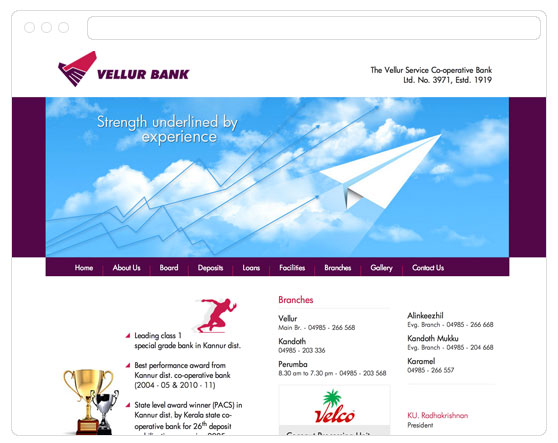 VELLUR BANK
The Vellur Service Co-operative Bank
Ltd. No. 3971, Estd. 1919
Strength underlined by
experience
Home About Us Board Deposits Loans Facilities Branches Gallery Contact Us
Leading class 1
special grade bank in Kannur dist.
Best performance award from
Kannur dist. co-operative bank
(2004 - 05 & 2010 - 11)
State level award winner (PACS) in
Kannur dist. by Kerala state co-
operative bank for 26th deposit
Branches
Vellur
Main Br. - 04985 - 266 568
Kandoth
04985 - 203 336
Perumba
8.30 am to 7.30 pm - 04985 - 203 568
Velco
Alinkeezhil
Evg. Branch - 04985 - 266 668
Kandoth Mukku
Evg. Branch - 04985 - 204 668
Karamel
04985 - 266 557
KU. Radhakrishnan
President